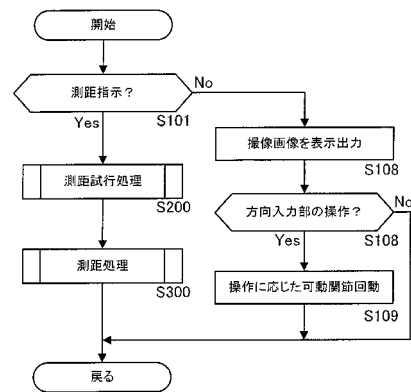 開始
測距指示?
No
Yes
S101
測距試行処理
S200
測距処理
S300
戻る
撮像画像を表示出力
S108
方向入力部の操作?
No
Yes
S108
操作に応じた可動関節回動
S109